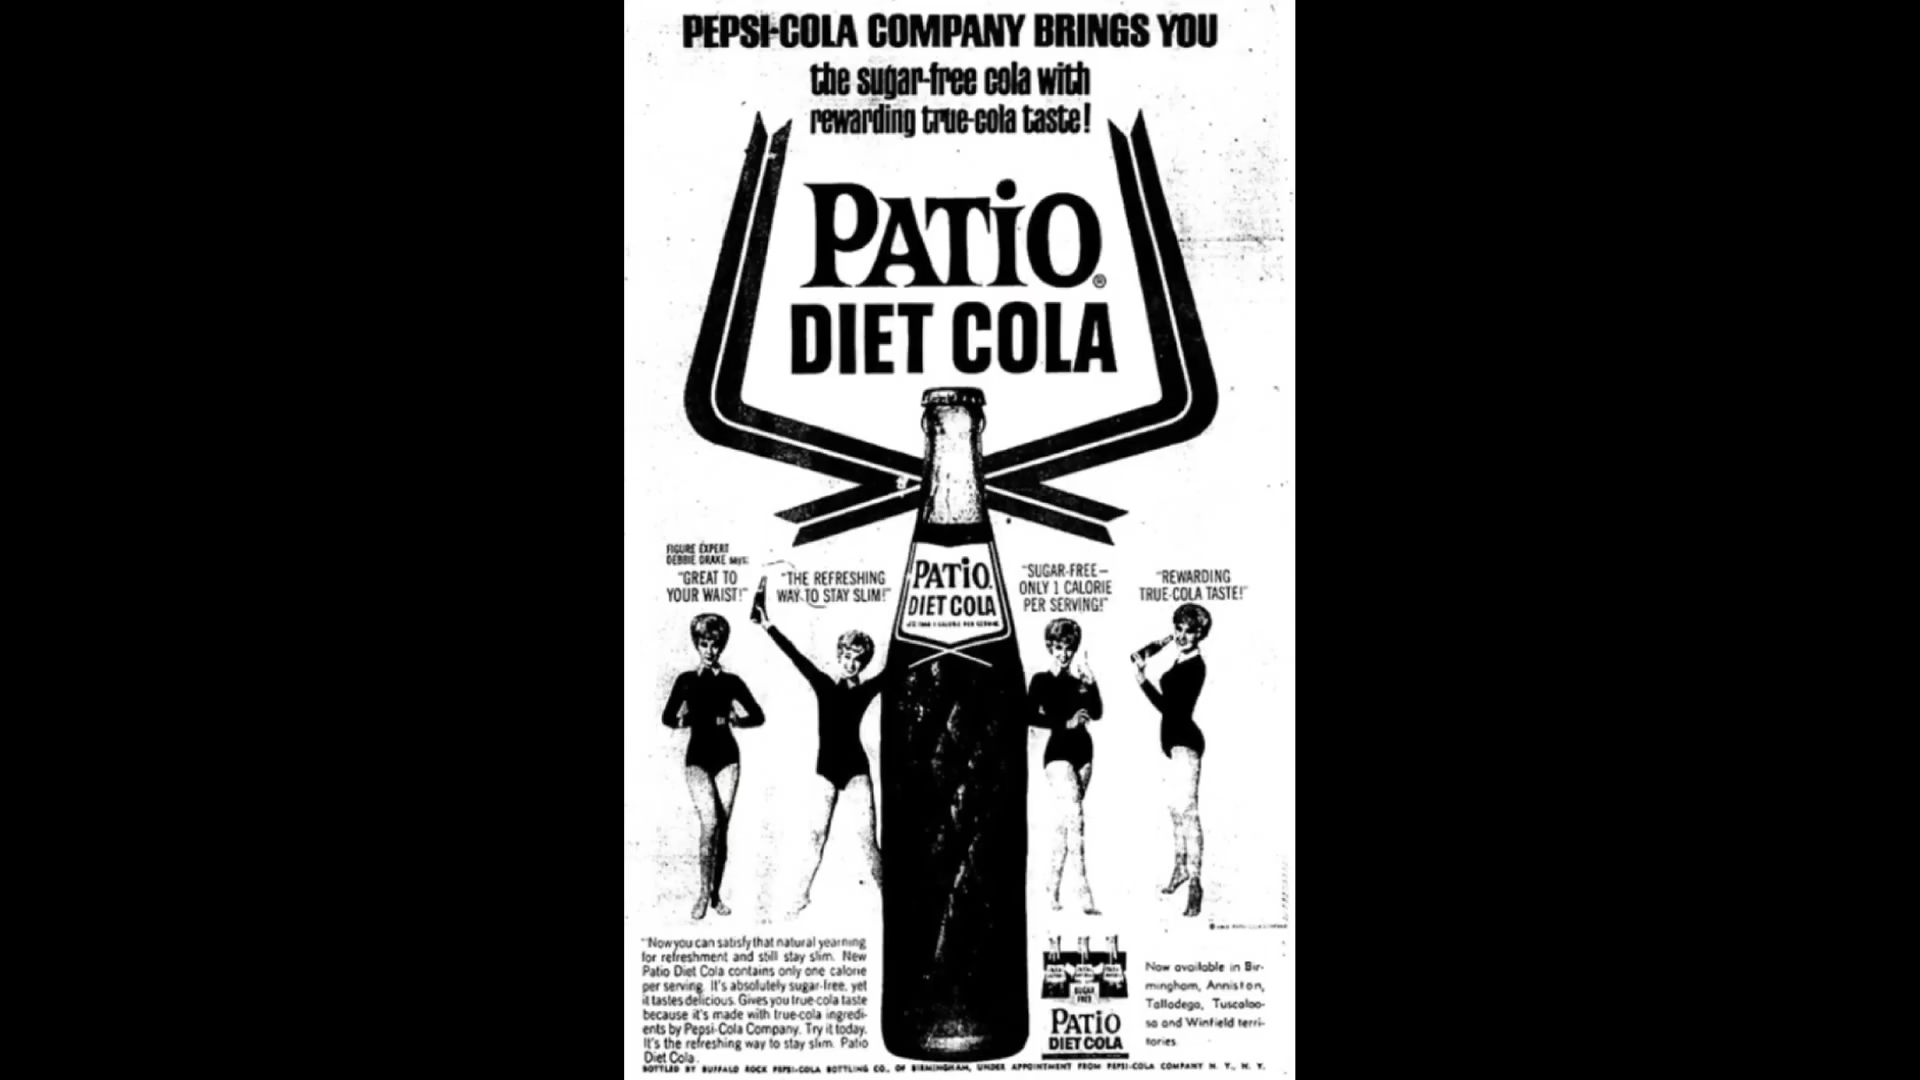 PEPSI-COLA COMPANY BRINGS YOU
the sugar-free cola with
rewarding true-cola taste!
PATiO®
DIET COLA
FIGURE EXPERT
DEBBIE DRAKE says:
"GREAT TO
YOUR WAIST!"
"THE REFRESHING
WAY TO STAY SLIM!"
PATiO
DIET COLA
"SUGAR-FREE—
ONLY 1 CALORIE
PER SERVING!"
"REWARDING
TRUE-COLA TASTE!"
"Now you can satisfy that natural yearning
for refreshment and still stay slim. New
Patio Diet Cola contains only one calorie
per serving. It's absolutely sugar-free, yet
it tastes delicious. Gives you true-cola taste
because it's made with true-cola ingredi-
ents by Pepsi-Cola Company. Try it today.
It's the refreshing way to stay slim. Patio
Diet Cola.
SUGAR
FREE
PATiO
DIET COLA
Now available in Bir-
mingham, Anniston,
Talladega, Tuscaloo-
sa and Winfield terri-
tories.
BOTTLED BY BUFFALO ROCK PEPSI-COLA BOTTLING CO., OF BIRMINGHAM, UNDER APPOINTMENT FROM PEPSI-COLA COMPANY N. Y., N. Y.